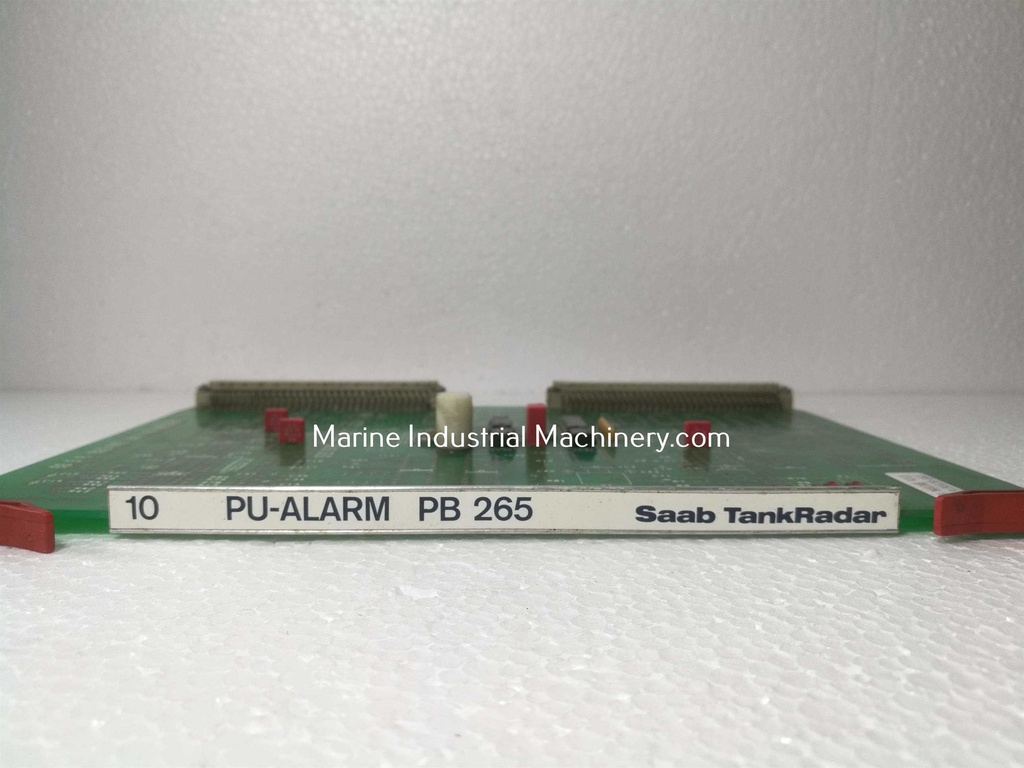 Marine Industrial Machinery.com
10 PU-ALARM PB 265 Saab TankRadar